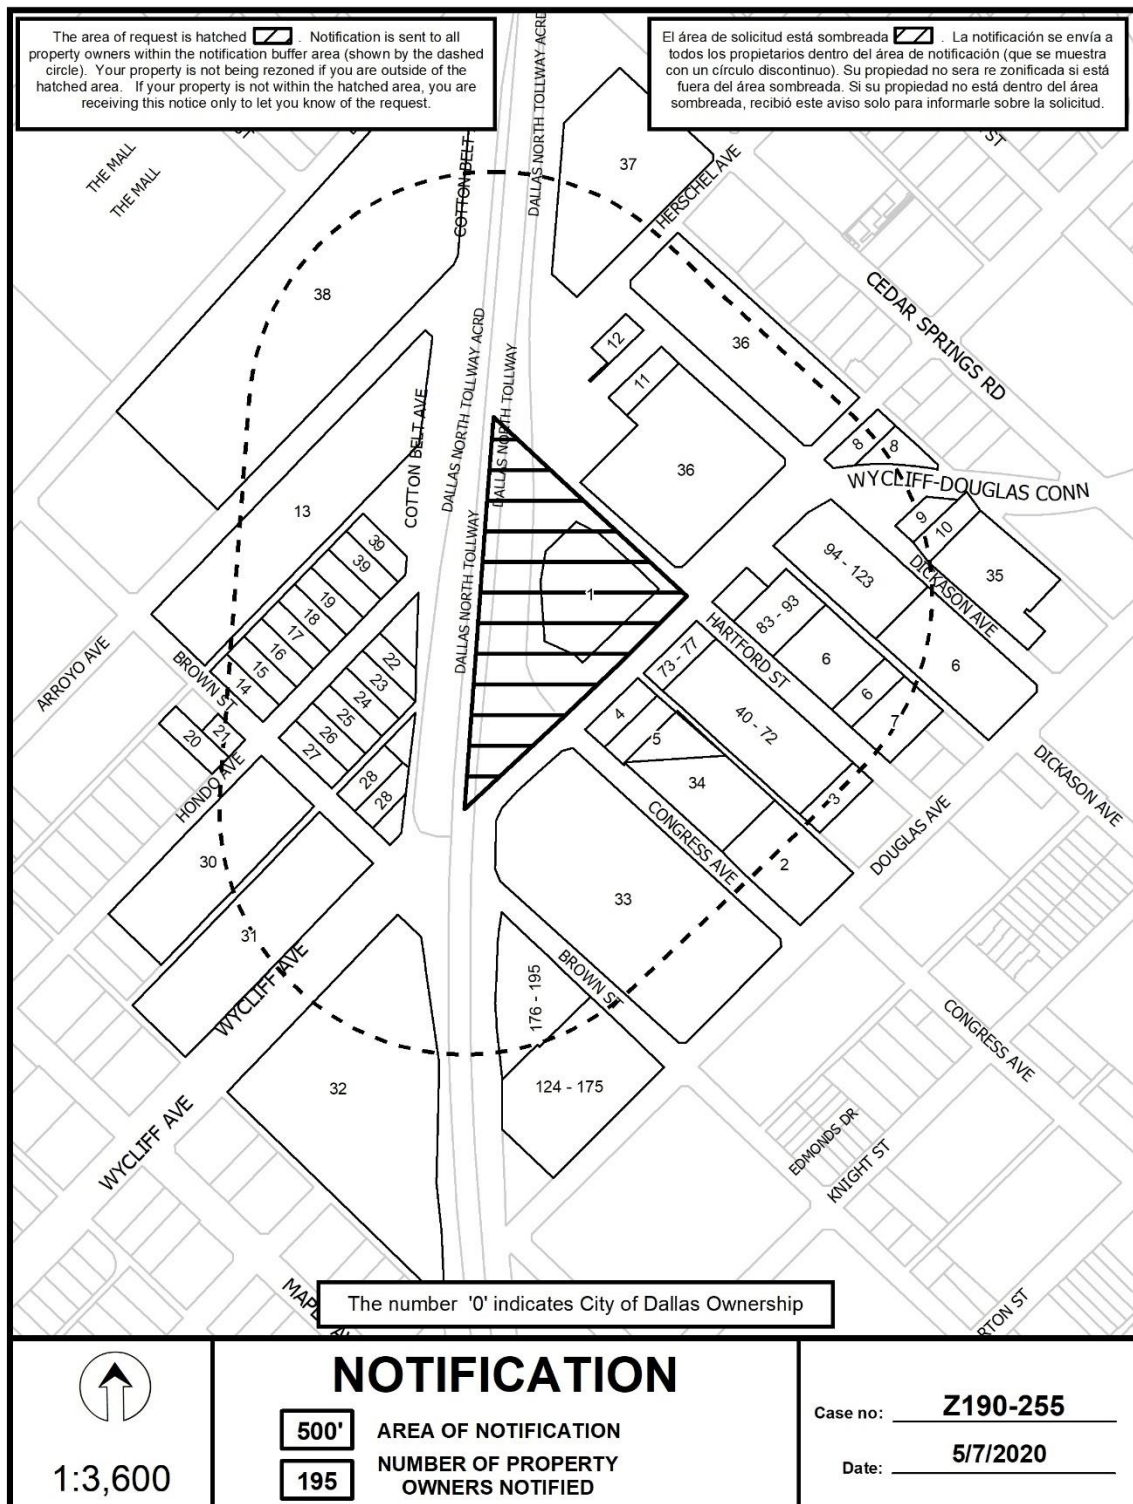 The area of request is hatched . Notification is sent to all
property owners within the notification buffer area (shown by the dashed
circle). Your property is not being rezoned if you are outside of the
hatched area. If your property is not within the hatched area, you are
receiving this notice only to let you know of the request.
El área de solicitud está sombreada . La notificación se envía a
todos los propietarios dentro del área de notificación (que se muestra
con un círculo discontinuo). Su propiedad no sera re zonificada si está
fuera del área sombreada. Si su propiedad no está dentro del área
sombreada, recibió este aviso solo para informarle sobre la solicitud.
ST
ST
THE MALL
THE MALL
COTTON BELT
DALLAS NORTH TOLLWAY ACRD
37
HERSCHEL AVE
38
CEDAR SPRINGS RD
12
36
11
DALLAS NORTH TOLLWAY ACRD
DALLAS NORTH TOLLWAY
COTTON BELT AVE
8
8
36
WYCLIFF-DOUGLAS CONN
13
9
10
39
39
94 - 123
DICKASON AVE
35
DALLAS NORTH TOLLWAY
1
19
18
17
16
15
14
83 - 93
HARTFORD ST
73 - 77
6
6
6
7
ARROYO AVE
BROWN ST
22
23
24
25
26
27
20
21
HONDO AVE
28
28
4
5
40 - 72
34
3
2
DICKASON AVE
DOUGLAS AVE
CONGRESS AVE
30
31
33
WYCLIFF AVE
BROWN ST
176 - 195
124 - 175
32
CONGRESS AVE
WYCLIFF AVE
EDMONDS DR
KNIGHT ST
RTON ST
The number '0' indicates City of Dallas Ownership
1:3,600
NOTIFICATION
500' AREA OF NOTIFICATION
195 NUMBER OF PROPERTY
OWNERS NOTIFIED
Case no: Z190-255
Date: 5/7/2020